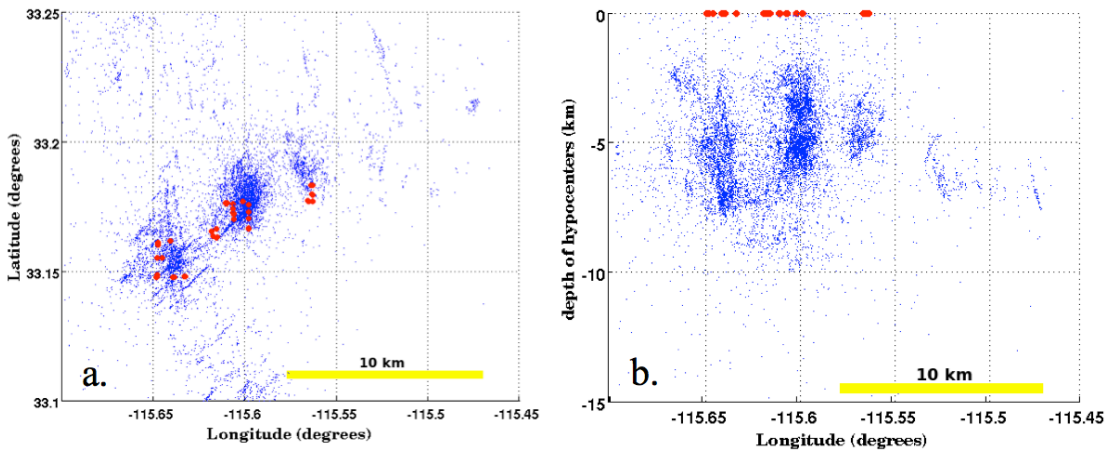 33.25
33.2
33.15
33.1
Latitude (degrees)
a.
10 km
-115.65
-115.6
-115.55
-115.5
-115.45
Longitude (degrees)
0
-5
-10
-15
depth of hypocenters (km)
b.
10 km
-115.65
-115.6
-115.55
-115.5
-115.45
Longitude (degrees)